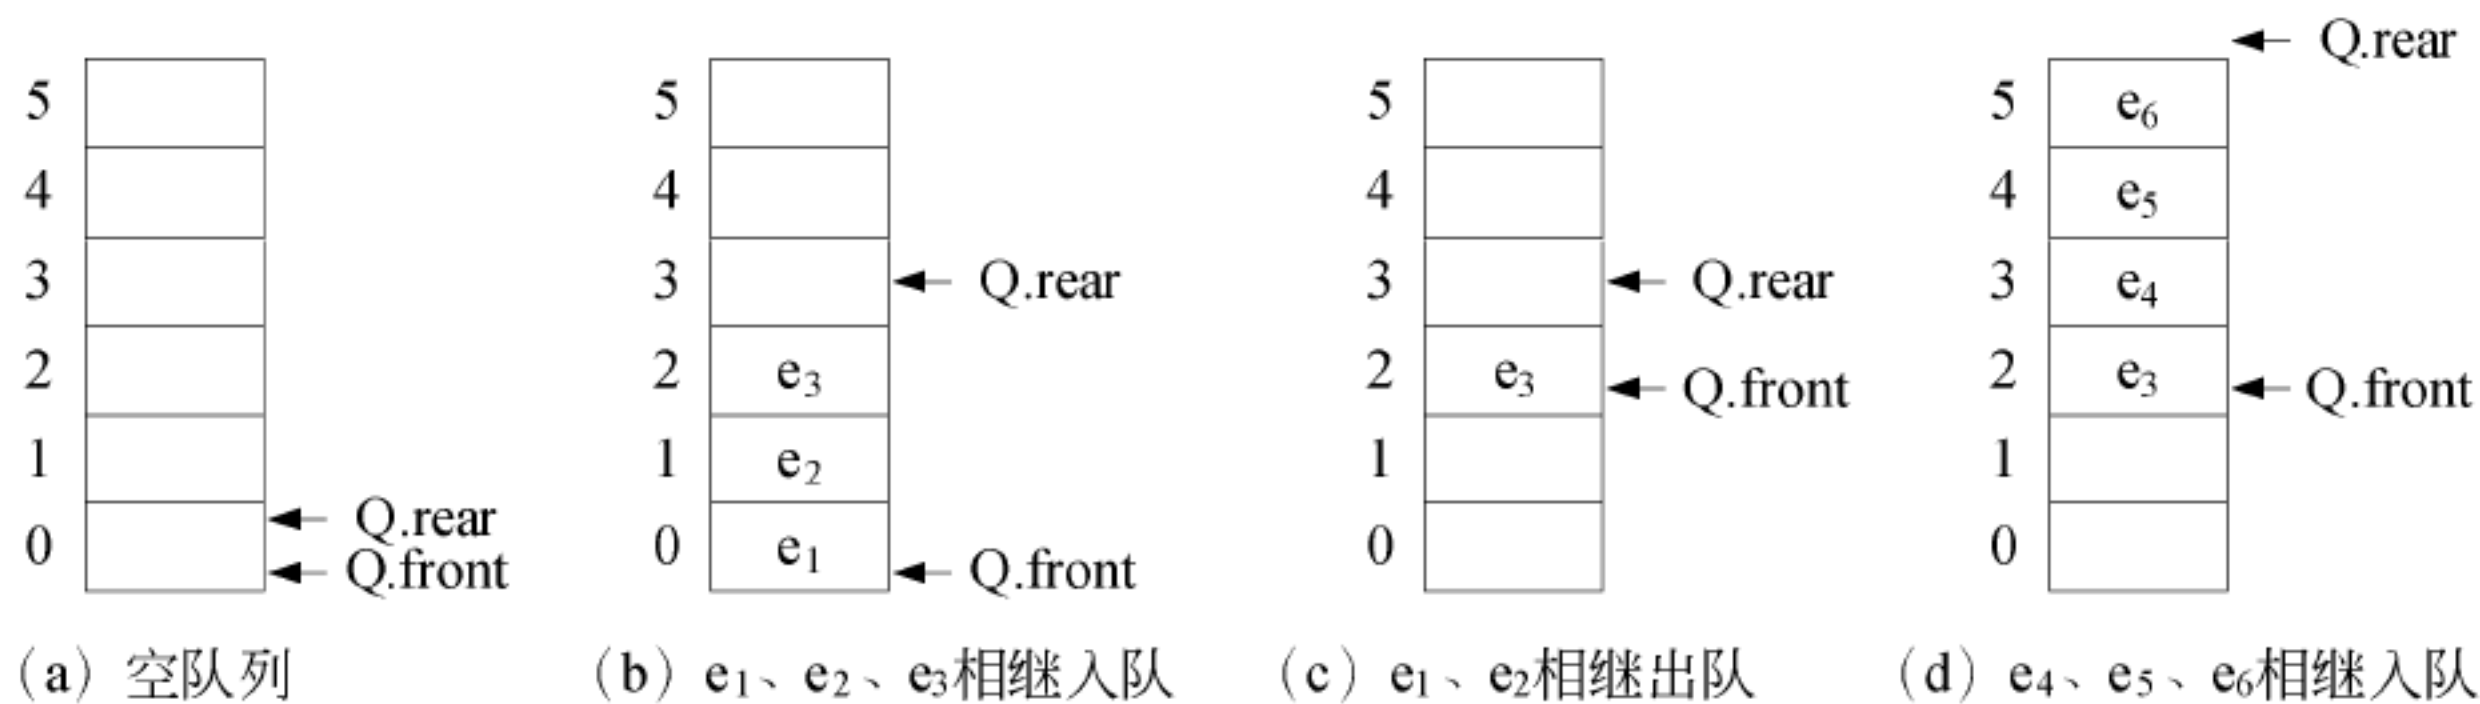 Q.rear
5 5 5 5 e6
4 4 4 4 e5
3 3 Q.rear 3 Q.rear 3 e4
2 2 e3 2 e3 Q.front 2 e3 Q.front
1 1 e2 1 1
Q.rear
0 0 e1 0 0
Q.front Q.front
(a) 空队列 (b) e1、e2、e3相继入队 (c) e1、e2相继出队 (d) e4、e5、e6相继入队